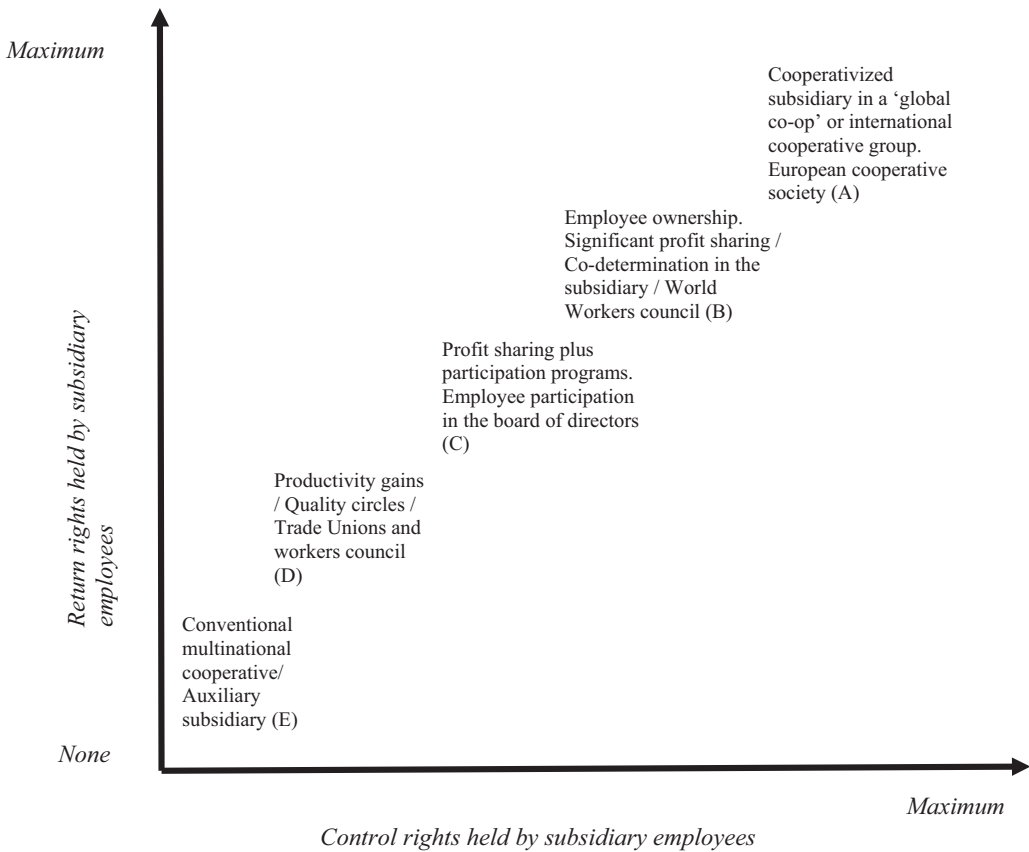 Maximum
Cooperativized
subsidiary in a ‘global
co-op’ or international
cooperative group.
European cooperative
society (A)
Employee ownership.
Significant profit sharing /
Co-determination in the
subsidiary / World
Workers council (B)
Profit sharing plus
participation programs.
Employee participation
in the board of directors
(C)
Productivity gains
/ Quality circles /
Trade Unions and
workers council
(D)
Return rights held by subsidiary
employees
Conventional
multinational
cooperative/
Auxiliary
subsidiary (E)
None
Maximum
Control rights held by subsidiary employees